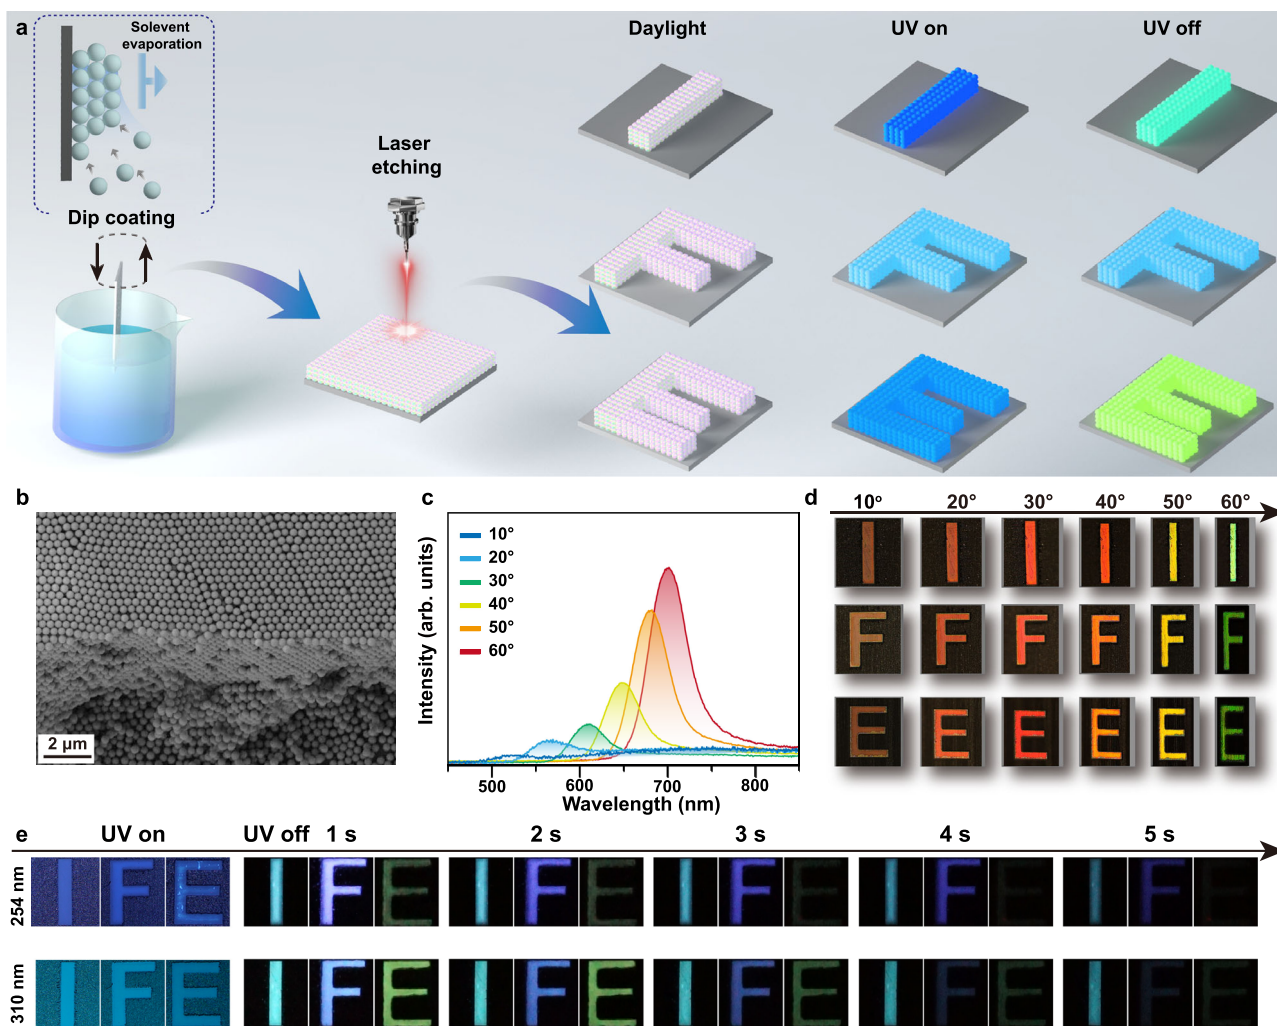 a
Solevent
evaporation
Dip coating
Laser
etching
Daylight
UV on
UV off
b
2 μm
c
Intensity (arb. units)
10°
20°
30°
40°
50°
60°
500
600
700
800
Wavelength (nm)
d
10°
20°
30°
40°
50°
60°
I
F
E
e
UV on
UV off
1 s
2 s
3 s
4 s
5 s
254 nm
I F E I F E I F E I F E I F E I F E
310 nm
I F E I F E I F E I F E I F E I F E